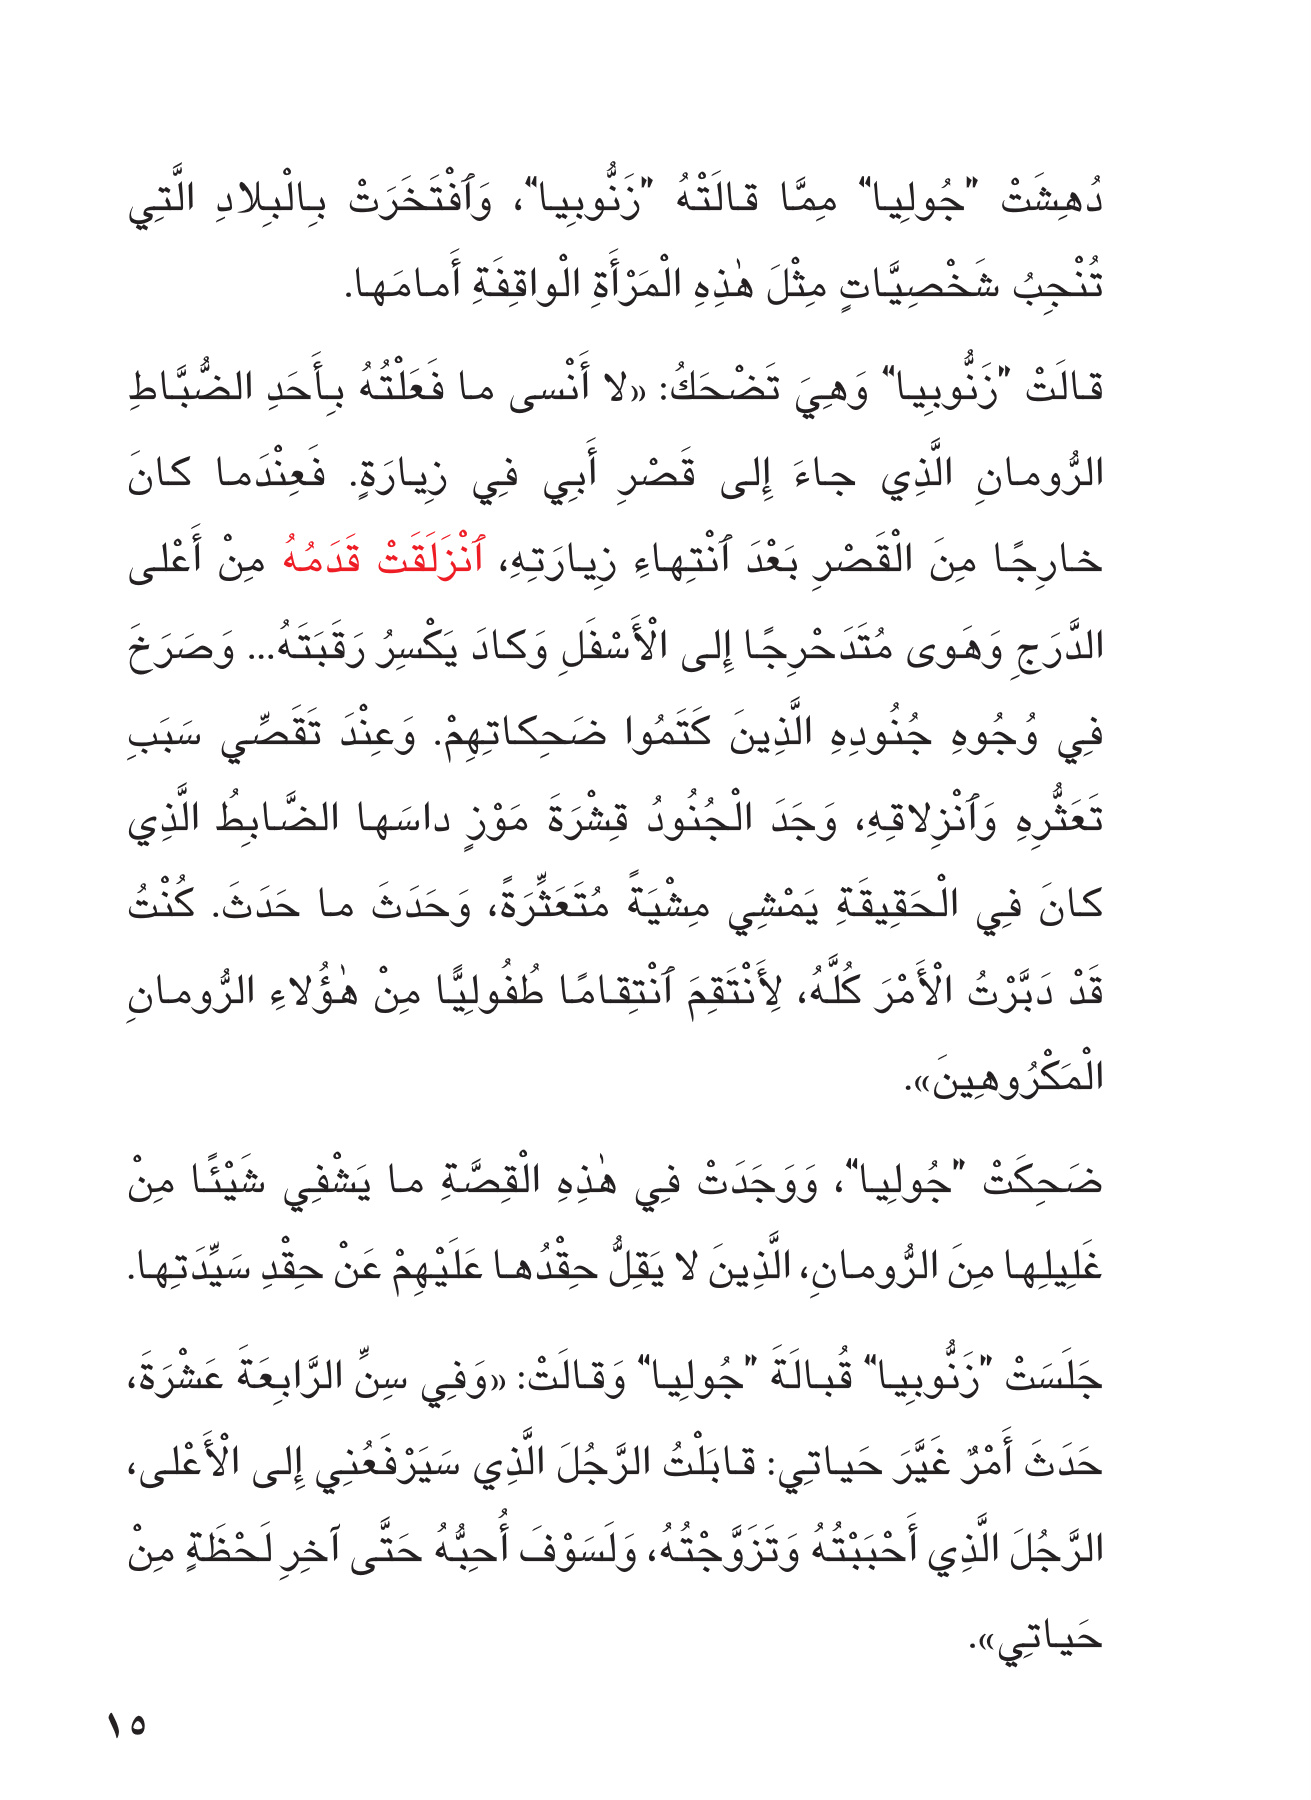 دُهِشَتْ "جُولِيا" مِمَّا قالَتْهُ "زَنُّوبِيا"، وَٱفْتَخَرَتْ بِالْبِلادِ الَّتِي
تُنْجِبُ شَخْصِيَّاتٍ مِثْلَ هٰذِهِ الْمَرْأَةِ الْواقِفَةِ أَمامَها.
قالَتْ "زَنُّوبِيا" وَهِيَ تَضْحَكُ: «لا أَنْسى ما فَعَلْتُهُ بِأَحَدِ الضُّبَّاطِ
الرُّومانِ الَّذِي جاءَ إِلى قَصْرِ أَبِي فِي زِيارَةٍ. فَعِنْدَما كانَ
خارِجًا مِنَ الْقَصْرِ بَعْدَ ٱنْتِهاءِ زِيارَتِهِ، ٱنْزَلَقَتْ قَدَمُهُ مِنْ أَعْلى
الدَّرَجِ وَهَوى مُتَدَحْرِجًا إِلى الْأَسْفَلِ وَكادَ يَكْسِرُ رَقَبَتَهُ... وَصَرَخَ
فِي وُجُوهِ جُنُودِهِ الَّذِينَ كَتَمُوا ضَحِكاتِهِمْ. وَعِنْدَ تَقَصِّي سَبَبِ
تَعَثُّرِهِ وَٱنْزِلاقِهِ، وَجَدَ الْجُنُودُ قِشْرَةَ مَوْزٍ داسَها الضَّابِطُ الَّذِي
كانَ فِي الْحَقِيقَةِ يَمْشِي مِشْيَةً مُتَعَثِّرَةً، وَحَدَثَ ما حَدَثَ. كُنْتُ
قَدْ دَبَّرْتُ الْأَمْرَ كُلَّهُ، لِأَنْتَقِمَ ٱنْتِقامًا طُفُولِيًّا مِنْ هٰؤُلاءِ الرُّومانِ
الْمَكْرُوهِينَ».
ضَحِكَتْ "جُولِيا"، وَوَجَدَتْ فِي هٰذِهِ الْقِصَّةِ ما يَشْفِي شَيْئًا مِنْ
غَلِيلِها مِنَ الرُّومانِ، الَّذِينَ لا يَقِلُّ حِقْدُها عَلَيْهِمْ عَنْ حِقْدِ سَيِّدَتِها.
جَلَسَتْ "زَنُّوبِيا" قُبالَةَ "جُولِيا" وَقالَتْ: «وَفِي سِنِّ الرَّابِعَةَ عَشْرَةَ،
حَدَثَ أَمْرٌ غَيَّرَ حَياتِي: قابَلْتُ الرَّجُلَ الَّذِي سَيَرْفَعُنِي إِلى الْأَعْلى،
الرَّجُلَ الَّذِي أَحْبَبْتُهُ وَتَزَوَّجْتُهُ، وَلَسَوْفَ أُحِبُّهُ حَتَّى آخِرِ لَحْظَةٍ مِنْ
حَياتِي».
١٥